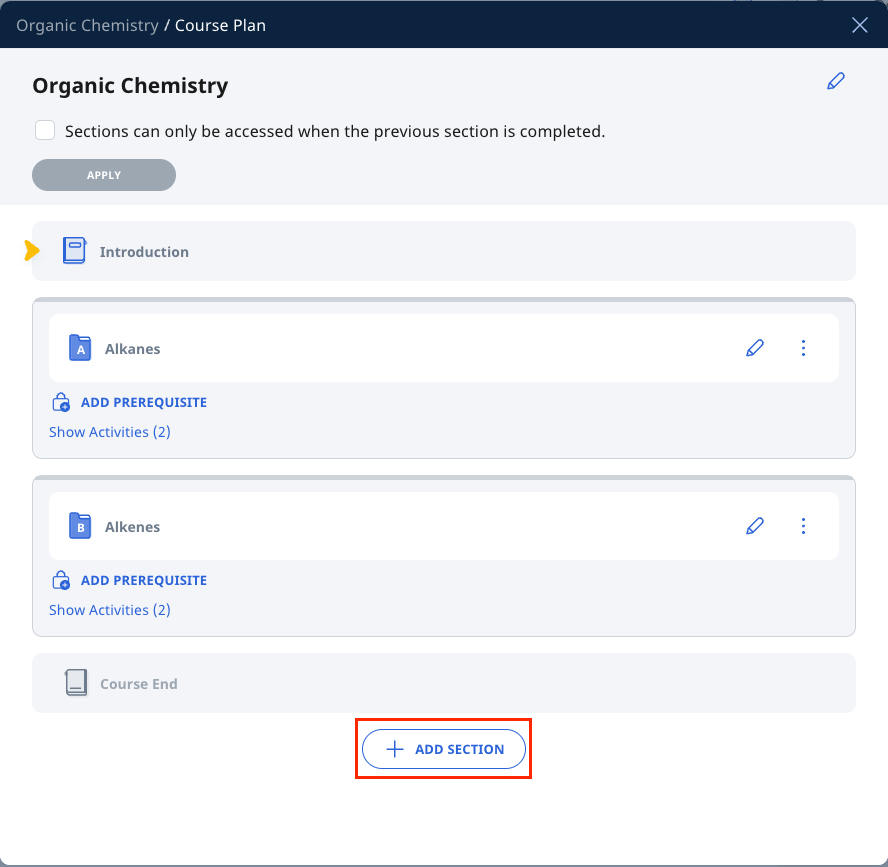 Organic Chemistry / Course Plan
Organic Chemistry
Sections can only be accessed when the previous section is completed.
APPLY
Introduction
A Alkanes
ADD PREREQUISITE
Show Activities (2)
B Alkenes
ADD PREREQUISITE
Show Activities (2)
Course End
ADD SECTION